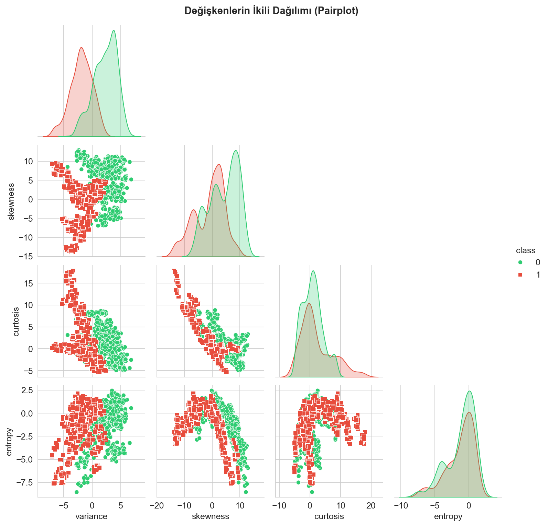 Değişkenlerin İkili Dağılımı (Pairplot)
skewness
10
5
0
−5
−10
−15
class
0
1
curtosis
15
10
5
0
−5
entropy
2.5
0.0
−2.5
−5.0
−7.5
−5 0 5
variance
−20 −10 0 10
skewness
−10 0 10 20
curtosis
−10 0
entropy